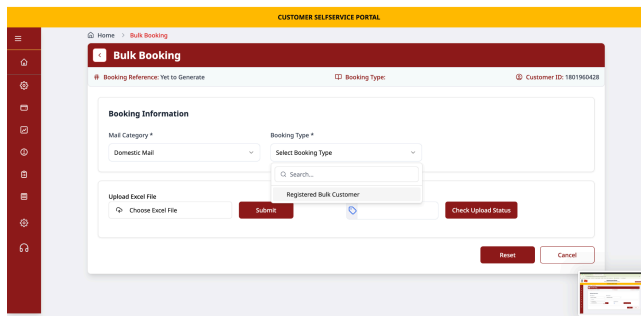 CUSTOMER SELFSERVICE PORTAL
Home > Bulk Booking
Bulk Booking
# Booking Reference: Yet to Generate
Booking Type:
Customer ID: 1801960428
Booking Information
Mail Category *
Booking Type *
Domestic Mail
Select Booking Type
Search...
Registered Bulk Customer
Upload Excel File
Choose Excel File
Submit
Check Upload Status
Reset
Cancel